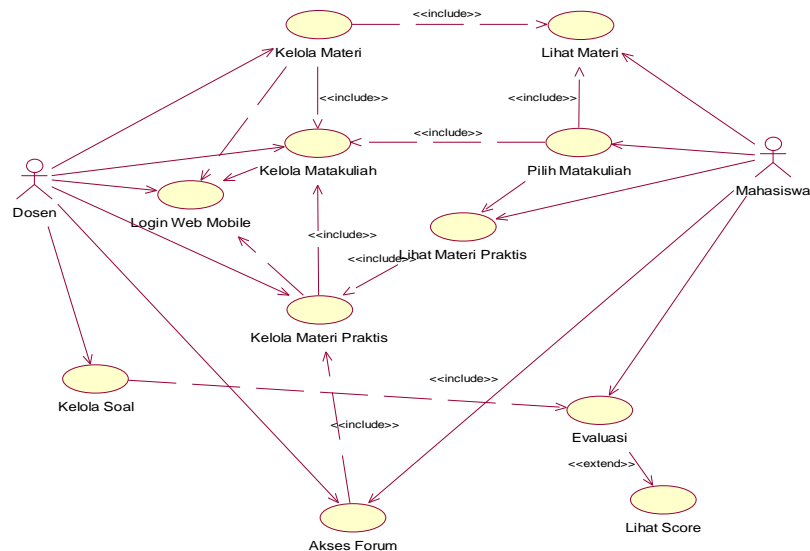 <<include>>
Kelola Materi
Lihat Materi
<<include>>
<<include>>
<<include>>
Kelola Matakuliah
Pilih Matakuliah
Dosen
Mahasiswa
Login Web Mobile
<<include>>
<<include>>
Lihat Materi Praktis
Kelola Materi Praktis
Kelola Soal
<<include>>
<<include>>
Evaluasi
<<extend>>
Lihat Score
Akses Forum